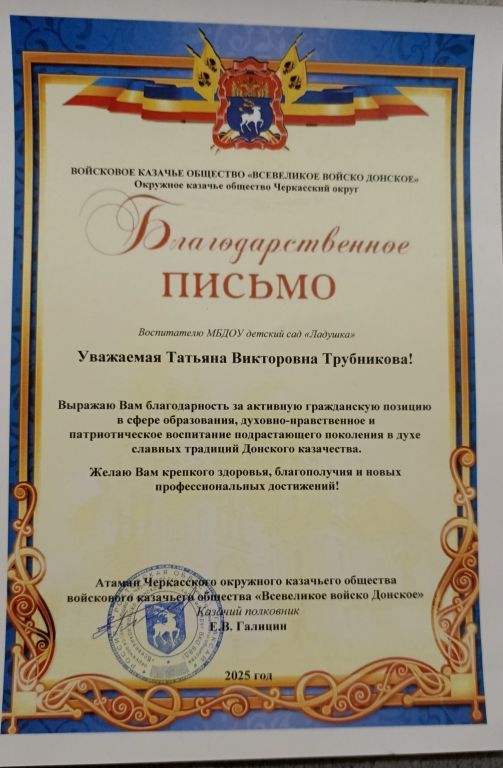 ВОЙСКОВОЕ КАЗАЧЬЕ ОБЩЕСТВО «ВСЕВЕЛИКОЕ ВОЙСКО ДОНСКОЕ»
Окружное казачье общество Черкасский округ
Благодарственное
ПИСЬМО
Воспитателю МБДОУ детский сад «Ладушка»
Уважаемая Татьяна Викторовна Трубникова!
Выражаю Вам благодарность за активную гражданскую позицию
в сфере образования, духовно-нравственное и
патриотическое воспитание подрастающего поколения в духе
славных традиций Донского казачества.
Желаю Вам крепкого здоровья, благополучия и новых
профессиональных достижений!
Атаман Черкасского окружного казачьего общества
войскового казачьего общества «Всевеликое войско Донское»
Казачий полковник
Е.В. Галицин
2025 год